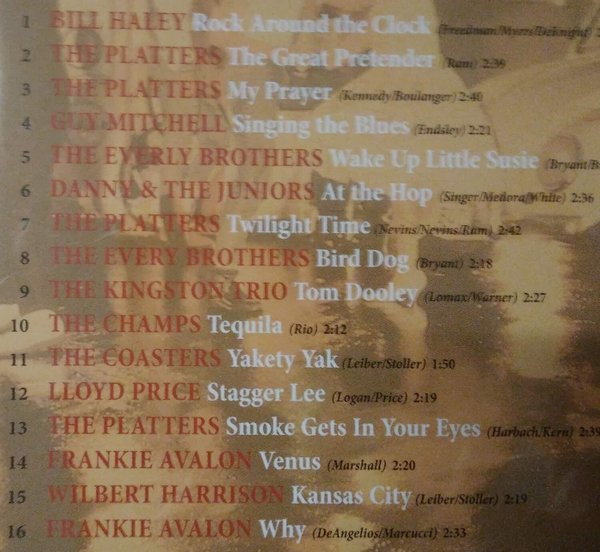 1 BILL HALEY Rock Around the Clock (Freedman/Myers/DeKnight) 2
2 THE PLATTERS The Great Pretender (Ram) 2:39
3 THE PLATTERS My Prayer (Kennedy/Boulanger) 2:40
4 GUY MITCHELL Singing the Blues (Endsley) 2:21
5 THE EVERLY BROTHERS Wake Up Little Susie (Bryant/B
6 DANNY & THE JUNIORS At the Hop (Singer/Medora/White) 2:36
7 THE PLATTERS Twilight Time (Nevins/Nevins/Ram) 2:42
8 THE EVERY BROTHERS Bird Dog (Bryant) 2:18
9 THE KINGSTON TRIO Tom Dooley (Lomax/Warner) 2:27
10 THE CHAMPS Tequila (Rio) 2:12
11 THE COASTERS Yakety Yak (Leiber/Stoller) 1:50
12 LLOYD PRICE Stagger Lee (Logan/Price) 2:19
13 THE PLATTERS Smoke Gets In Your Eyes (Harbach/Kern) 2:39
14 FRANKIE AVALON Venus (Marshall) 2:20
15 WILBERT HARRISON Kansas City (Leiber/Stoller) 2:19
16 FRANKIE AVALON Why (DeAngelios/Marcucci) 2:33